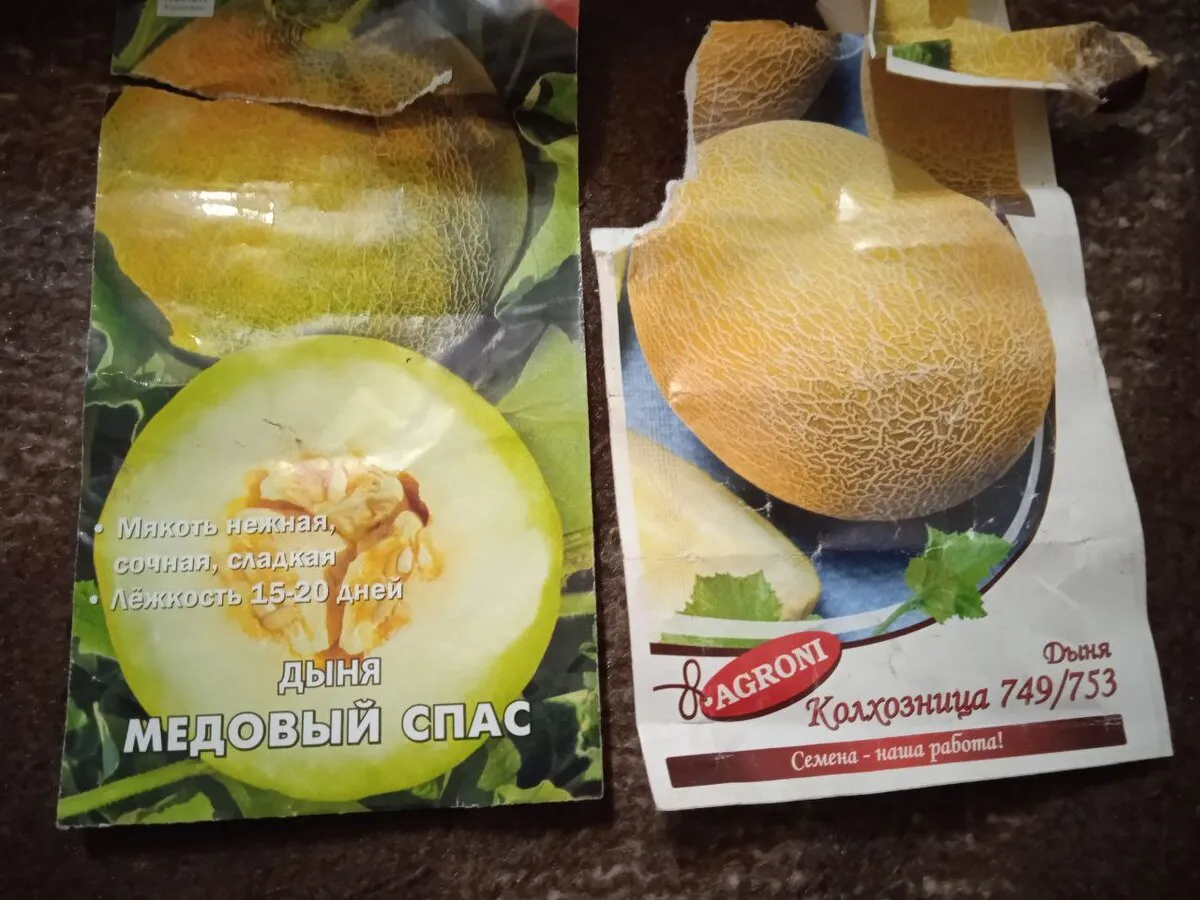 • Мякоть нежная,
сочная, сладкая
• Лёжкость 15-20 дней
ДЫНЯ
МЕДОВЫЙ СПАС
AGRONI
Дыня
Колхозница 749/753
Семена - наша работа!